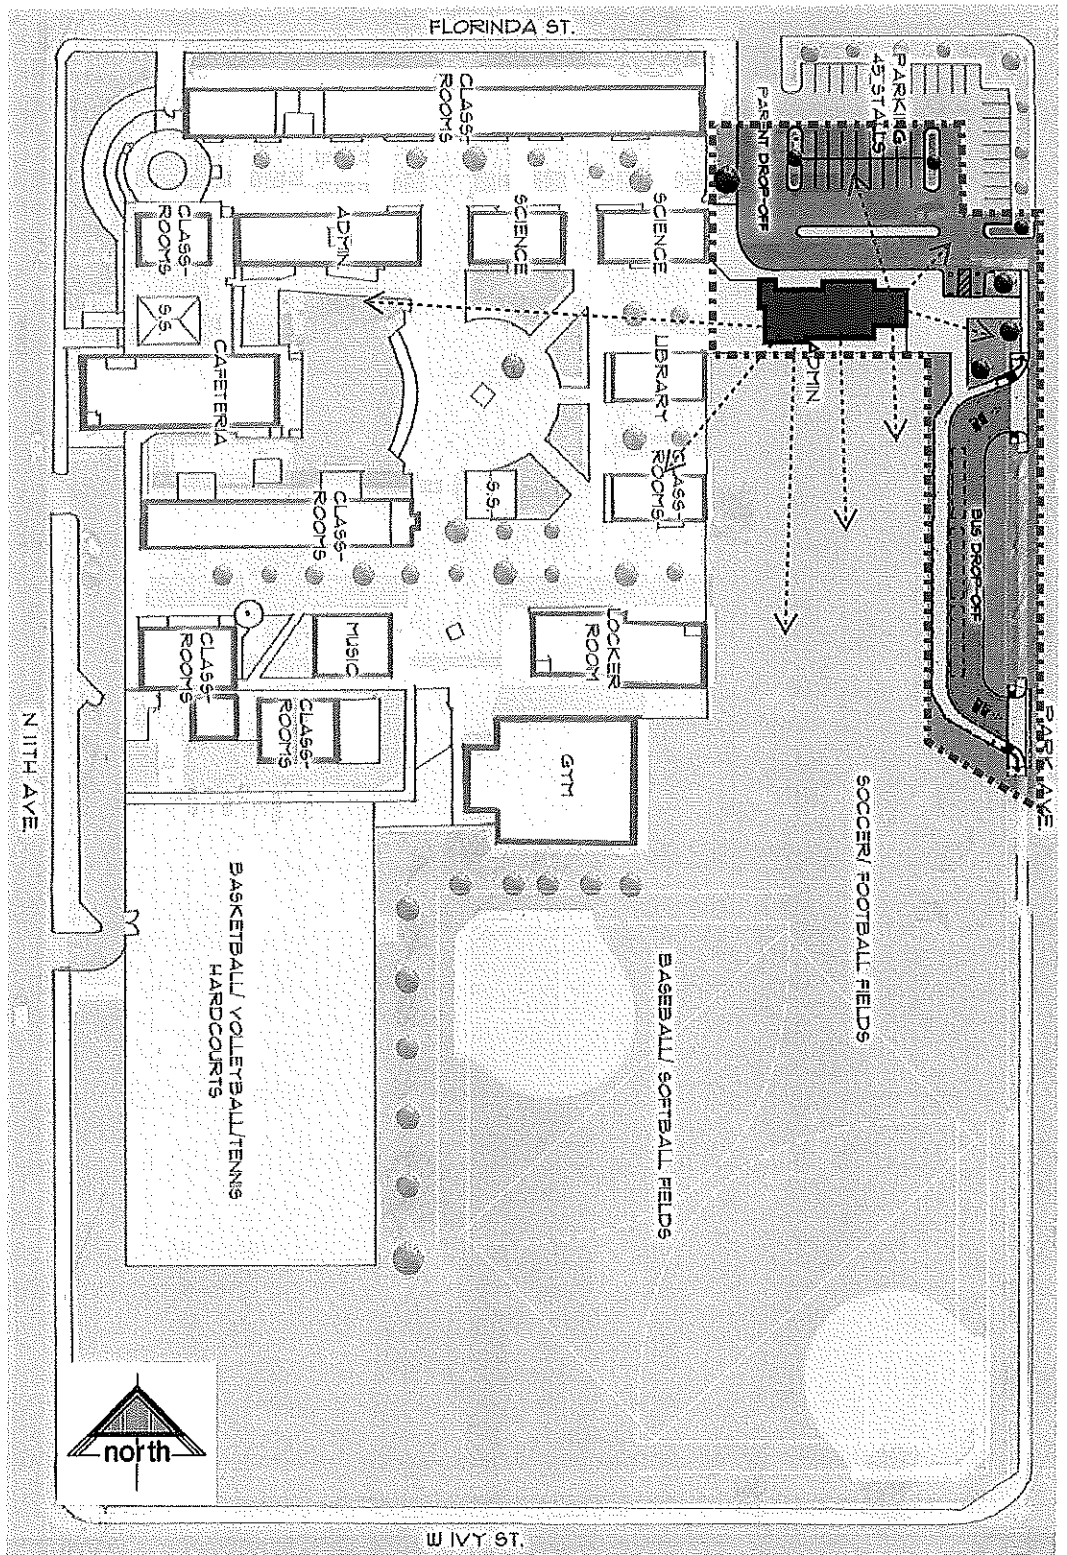 FLORINDA ST.
PARKING
45 STALLS
PARENT DROP-OFF
CLASS-
ROOMS
CLASS-
ROOMS
ADMIN
SCIENCE
SCIENCE
S.S.
CAFETERIA
LIBRARY
ADMIN
CLASS-
ROOMS
S.S.
CLASS-
ROOMS
BUS DROP-OFF
CLASS-
ROOMS
MUSIC
LOCKER
ROOM
CLASS-
ROOMS
GYM
PARK AVE.
N 11TH AVE
SOCCER/ FOOTBALL FIELDS
BASEBALL/ SOFTBALL FIELDS
BASKETBALL/ VOLLEYBALL/TENNIS
HARDCOURTS
north
W IVY ST.